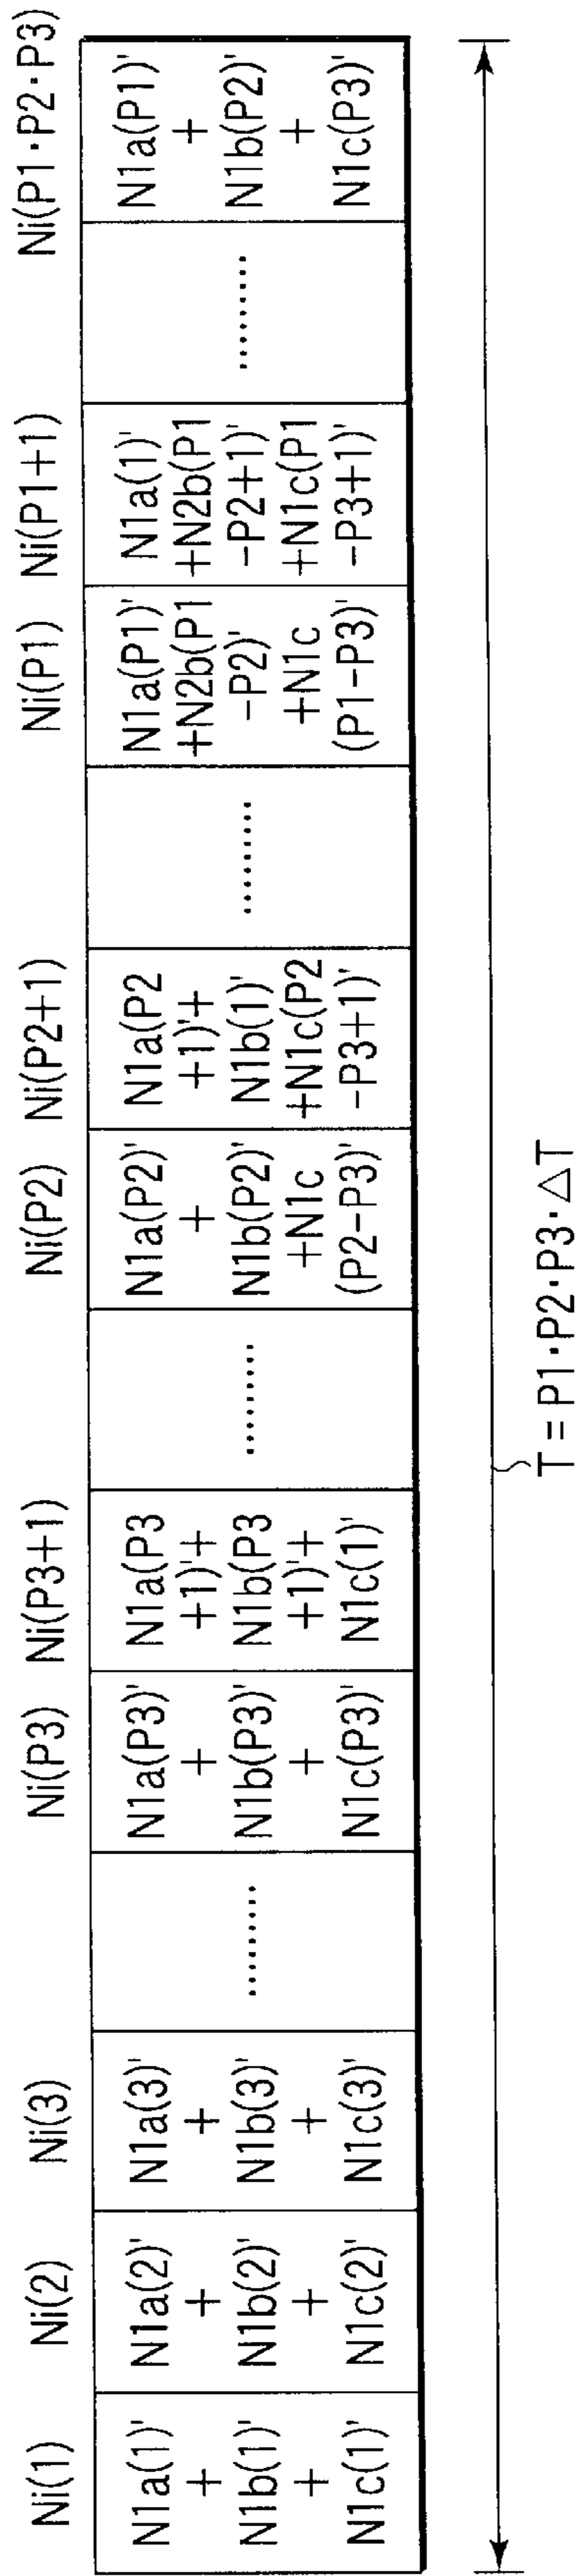 Ni(1)
N1a(1)'
+
N1b(1)'
+
N1c(1)'
Ni(2)
N1a(2)'
+
N1b(2)'
+
N1c(2)'
Ni(3)
N1a(3)'
+
N1b(3)'
+
N1c(3)'
.........
Ni(P3)
N1a(P3)'
+
N1b(P3)'
+
N1c(P3)'
Ni(P3+1)
N1a(P3
+1)'+
N1b(P3
+1)'+
N1c(1)'
.........
Ni(P2)
N1a(P2)'
+
N1b(P2)'
+N1c
(P2-P3)'
Ni(P2+1)
N1a(P2
+1)'+
N1b(1)'
+N1c(P2
-P3+1)'
.........
Ni(P1)
N1a(P1)'
+N2b(P1
-P2)'
+N1c
(P1-P3)'
Ni(P1+1)
N1a(1)'
+N2b(P1
-P2+1)'
+N1c(P1
-P3+1)'
.........
Ni(P1·P2·P3)
N1a(P1)'
+
N1b(P2)'
+
N1c(P3)'
T = P1·P2·P3·△T